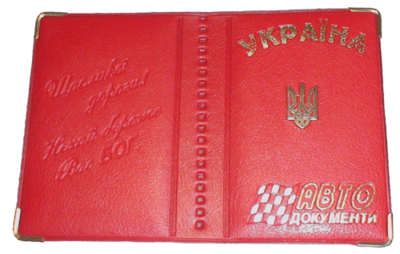 Щасливої
дороги!
Нехай береже
Вас БОГ.
УКРАЇНА
АВТО
ДОКУМЕНТИ